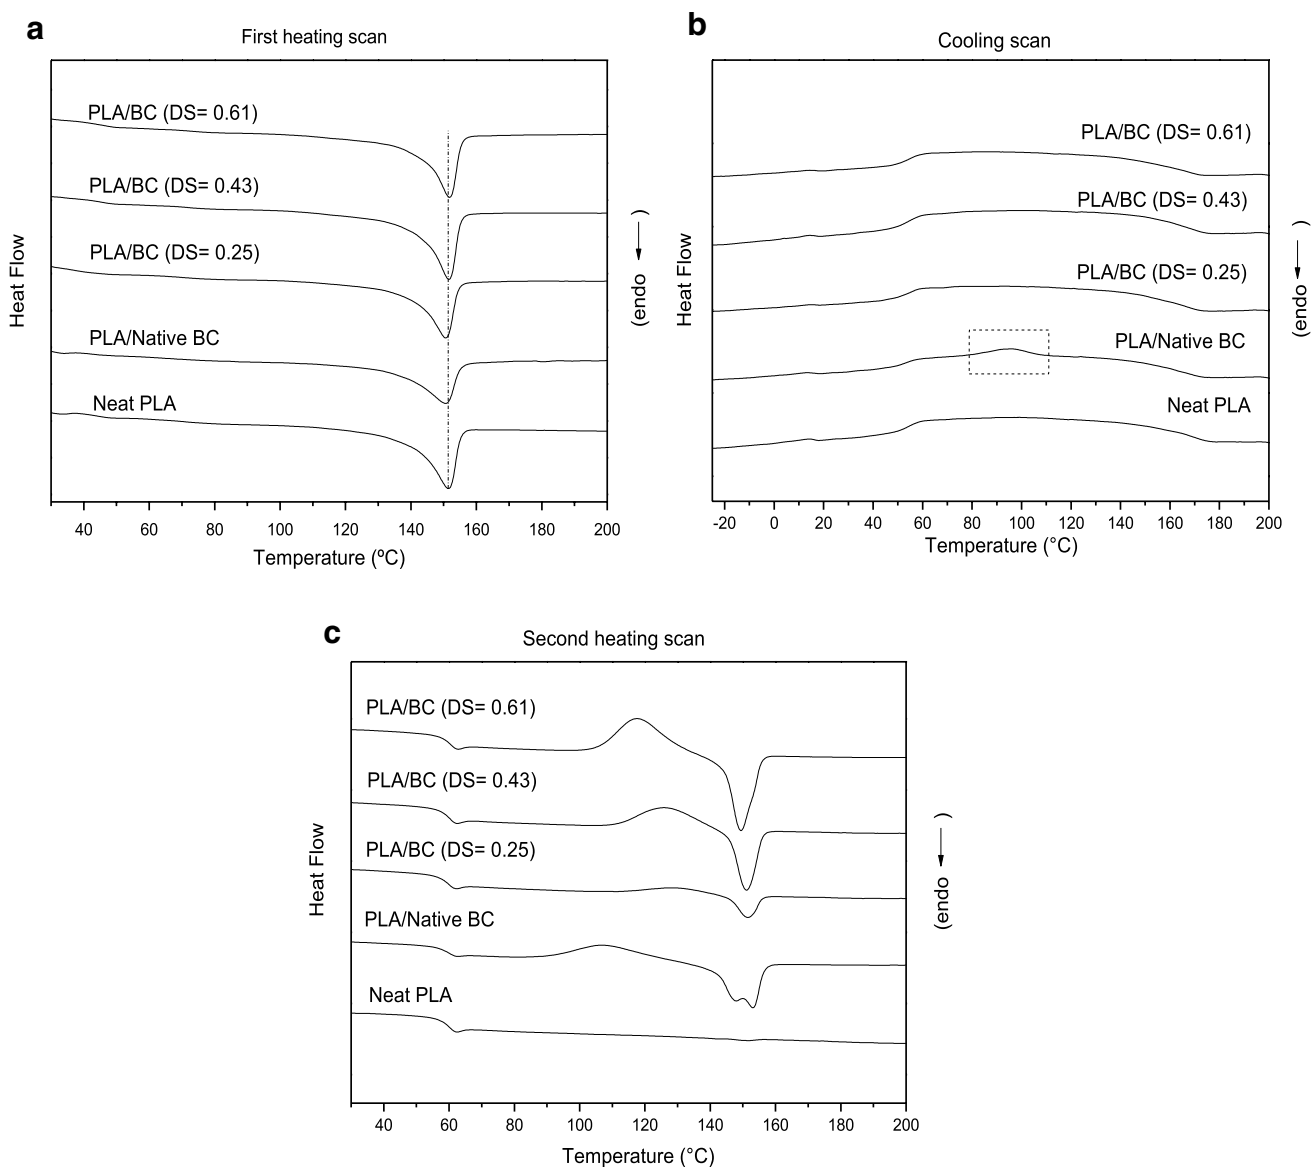 a
First heating scan
PLA/BC (DS= 0.61)
PLA/BC (DS= 0.43)
PLA/BC (DS= 0.25)
PLA/Native BC
Neat PLA
Heat Flow
(endo → )
40 60 80 100 120 140 160 180 200
Temperature (ºC)
b
Cooling scan
PLA/BC (DS= 0.61)
PLA/BC (DS= 0.43)
PLA/BC (DS= 0.25)
PLA/Native BC
Neat PLA
Heat Flow
(endo → )
-20 0 20 40 60 80 100 120 140 160 180 200
Temperature (°C)
c
Second heating scan
PLA/BC (DS= 0.61)
PLA/BC (DS= 0.43)
PLA/BC (DS= 0.25)
PLA/Native BC
Neat PLA
Heat Flow
(endo → )
40 60 80 100 120 140 160 180 200
Temperature (°C)